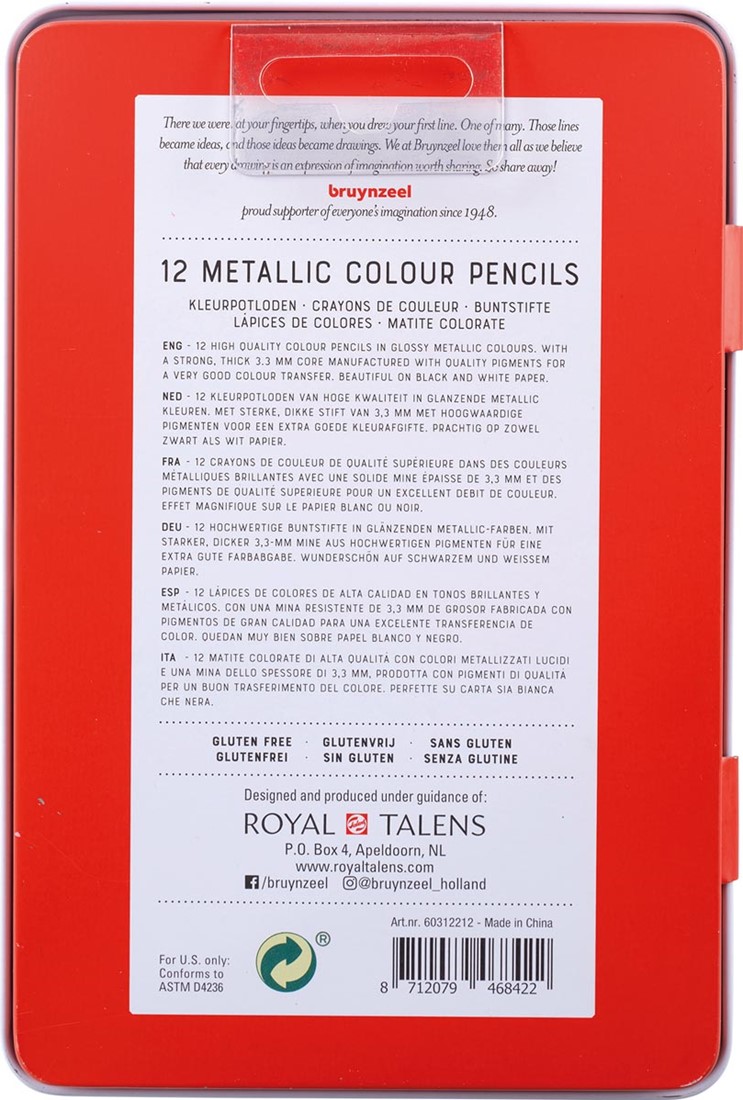 There we were, at your fingertips, when you drew your first line. One of many. Those lines
became ideas, and those ideas became drawings. We at Bruynzeel love them all as we believe
that every drawing is an expression of imagination worth sharing. So share away!
bruynzeel
proud supporter of everyone's imagination since 1948.
12 METALLIC COLOUR PENCILS
KLEURPOTLODEN · CRAYONS DE COULEUR · BUNTSTIFTE
LÁPICES DE COLORES · MATITE COLORATE
ENG - 12 HIGH QUALITY COLOUR PENCILS IN GLOSSY METALLIC COLOURS. WITH
A STRONG, THICK 3.3 MM CORE MANUFACTURED WITH QUALITY PIGMENTS FOR
A VERY GOOD COLOUR TRANSFER. BEAUTIFUL ON BLACK AND WHITE PAPER.
NED - 12 KLEURPOTLODEN VAN HOGE KWALITEIT IN GLANZENDE METALLIC
KLEUREN. MET STERKE, DIKKE STIFT VAN 3,3 MM MET HOOGWAARDIGE
PIGMENTEN VOOR EEN EXTRA GOEDE KLEURAFGIFTE. PRACHTIG OP ZOWEL
ZWART ALS WIT PAPIER.
FRA - 12 CRAYONS DE COULEUR DE QUALITÉ SUPÉRIEURE DANS DES COULEURS
MÉTALLIQUES BRILLANTES AVEC UNE SOLIDE MINE ÉPAISSE DE 3,3 MM ET DES
PIGMENTS DE QUALITÉ SUPERIEURE POUR UN EXCELLENT DEBIT DE COULEUR.
EFFET MAGNIFIQUE SUR LE PAPIER BLANC OU NOIR.
DEU - 12 HOCHWERTIGE BUNTSTIFTE IN GLÄNZENDEN METALLIC-FARBEN. MIT
STARKER, DICKER 3,3-MM MINE AUS HOCHWERTIGEN PIGMENTEN FÜR EINE
EXTRA GUTE FARBABGABE. WUNDERSCHÖN AUF SCHWARZEM UND WEISSEM
PAPIER.
ESP - 12 LÁPICES DE COLORES DE ALTA CALIDAD EN TONOS BRILLANTES Y
METÁLICOS. CON UNA MINA RESISTENTE DE 3,3 MM DE GROSOR FABRICADA CON
PIGMENTOS DE GRAN CALIDAD PARA UNA EXCELENTE TRANSFERENCIA DE
COLOR. QUEDAN MUY BIEN SOBRE PAPEL BLANCO Y NEGRO.
ITA - 12 MATITE COLORATE DI ALTA QUALITÁ CON COLORI METALLIZZATI LUCIDI
E UNA MINA DELLO SPESSORE DI 3,3 MM, PRODOTTA CON PIGMENTI DI QUALITÁ
PER UN BUON TRASFERIMENTO DEL COLORE. PERFETTE SU CARTA SIA BIANCA
CHE NERA.
GLUTEN FREE · GLUTENVRIJ · SANS GLUTEN
GLUTENFREI · SIN GLUTEN · SENZA GLUTINE
Designed and produced under guidance of:
ROYAL TALENS
P.O. Box 4, Apeldoorn, NL
www.royaltalens.com
/bruynzeel @bruynzeel_holland
Art.nr. 60312212 - Made in China
For U.S. only:
Conforms to
ASTM D4236
®
8 712079 468422